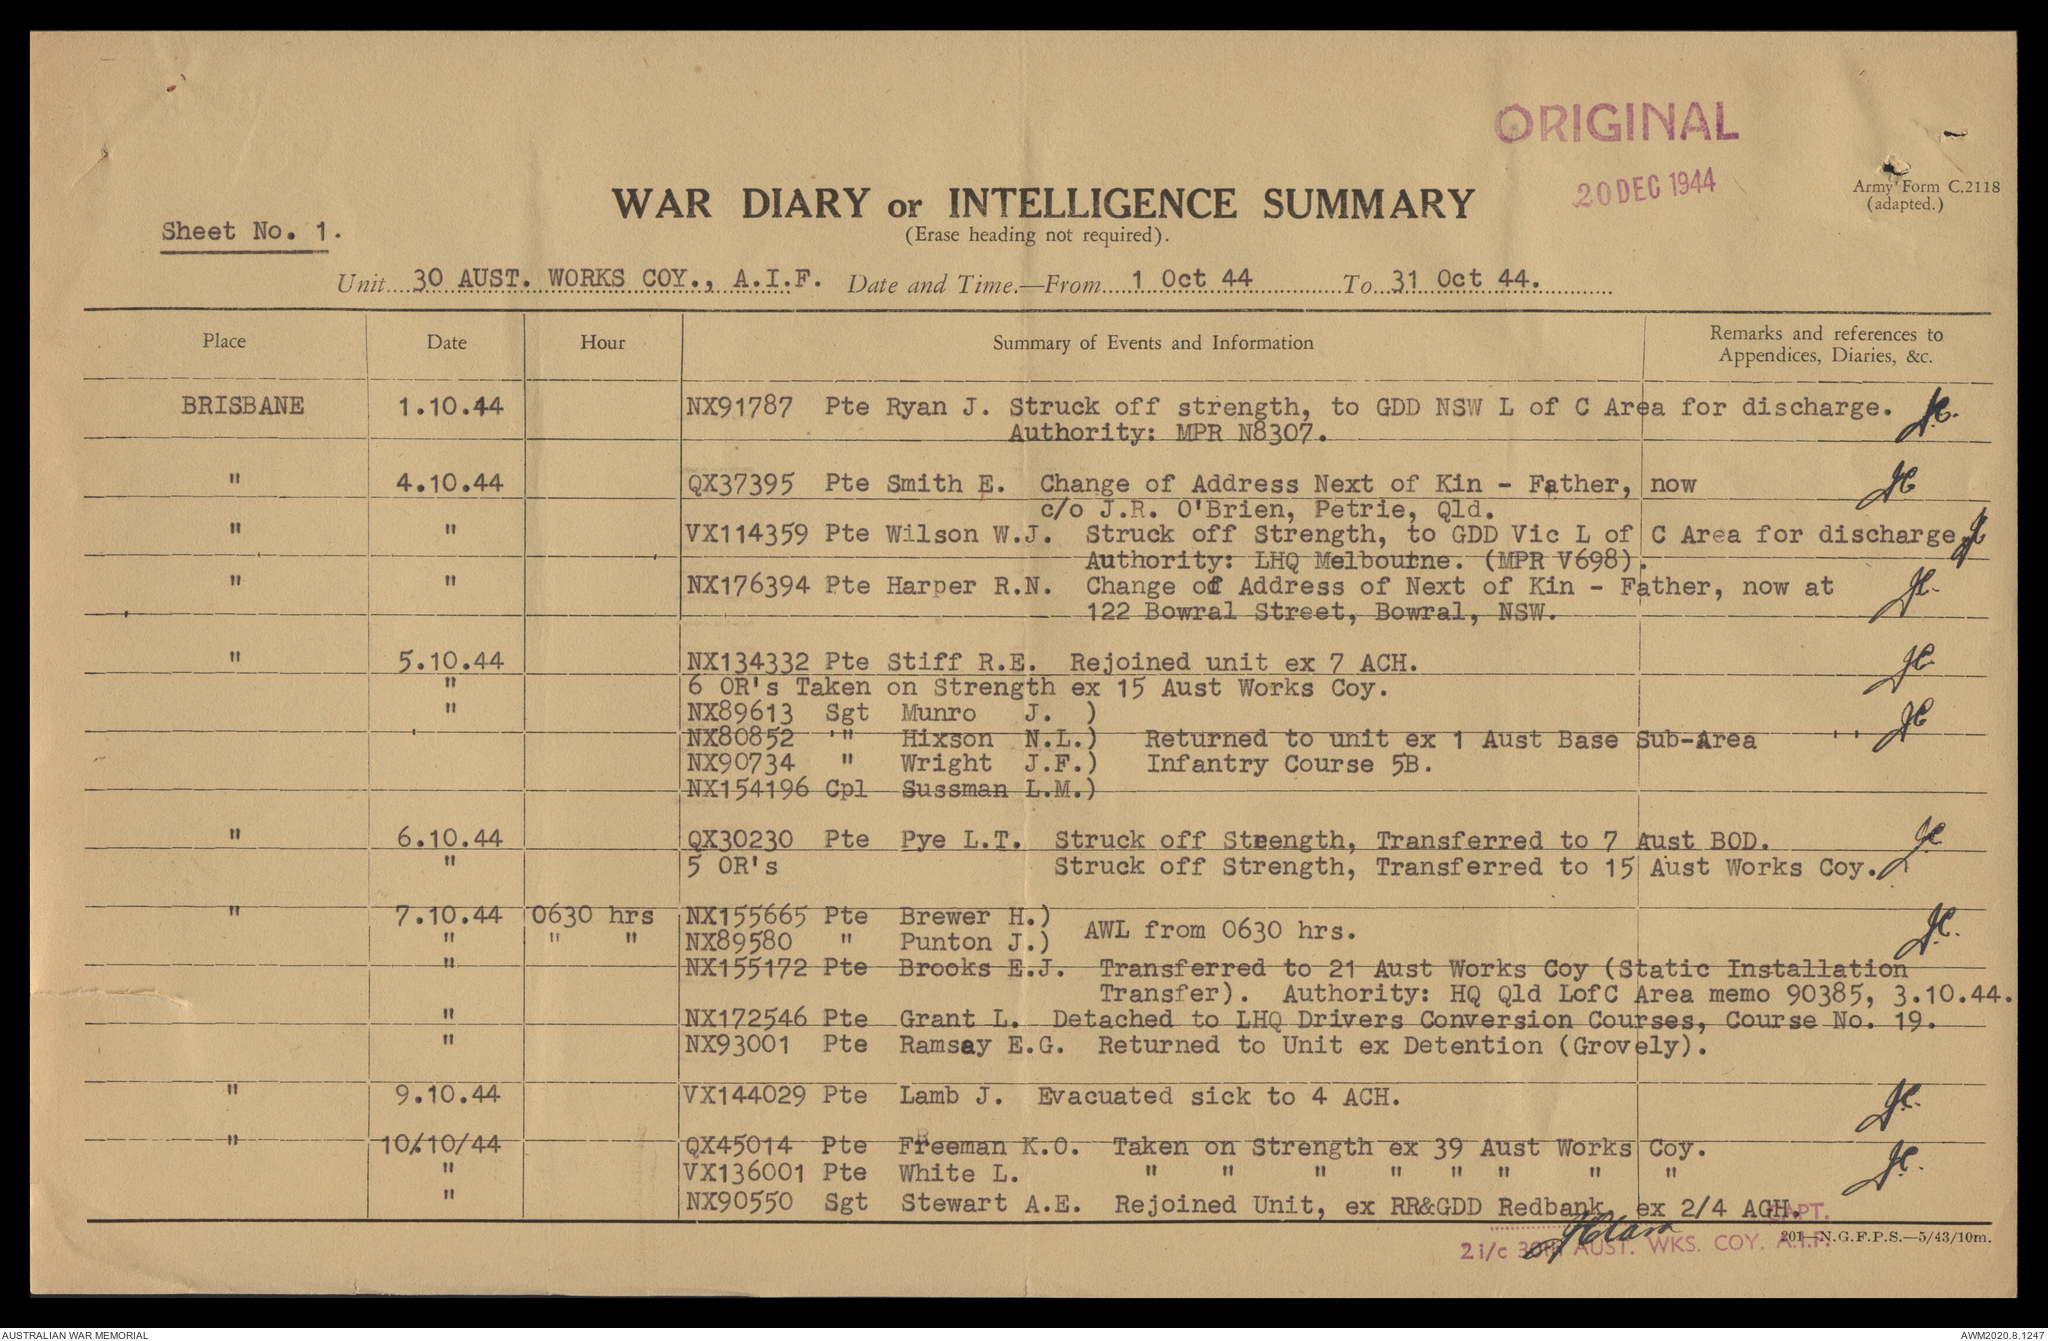 ORIGINAL
20 DEC 1944
Army Form C.2118
(adapted.)
WAR DIARY or INTELLIGENCE SUMMARY
(Erase heading not required).
Sheet No. 1.
Unit 30 AUST. WORKS COY., A.I.F. Date and Time.—From 1 Oct 44 To 31 Oct 44.
Place Date Hour Summary of Events and Information Remarks and references to
Appendices, Diaries, &c.
BRISBANE 1.10.44 NX91787 Pte Ryan J. Struck off strength, to GDD NSW L of C Area for discharge. JC.
Authority: MPR N8307.
" 4.10.44 QX37395 Pte Smith E. Change of Address Next of Kin - Father, now JC
c/o J.R. O'Brien, Petrie, Qld.
" " VX114359 Pte Wilson W.J. Struck off Strength, to GDD Vic L of C Area for discharge JC
Authority: LHQ Melbourne. (MPR V698).
" " NX176394 Pte Harper R.N. Change of Address of Next of Kin - Father, now at JC.
122 Bowral Street, Bowral, NSW.
" 5.10.44 NX134332 Pte Stiff R.E. Rejoined unit ex 7 ACH. JC.
" 6 OR's Taken on Strength ex 15 Aust Works Coy.
" NX89613 Sgt Munro J. ) JC
NX80852 " Hixson N.L.) Returned to unit ex 1 Aust Base Sub-Area
NX90734 " Wright J.F.) Infantry Course 5B.
NX154196 Cpl Sussman L.M.)
" 6.10.44 QX30230 Pte Pye L.T. Struck off Strength, Transferred to 7 Aust BOD. JC
" 5 OR's Struck off Strength, Transferred to 15 Aust Works Coy.
" 7.10.44 0630 hrs NX155665 Pte Brewer H.)
" " " NX89580 " Punton J.) AWL from 0630 hrs. JC.
" NX155172 Pte Brooks E.J. Transferred to 21 Aust Works Coy (Static Installation
Transfer). Authority: HQ Qld LofC Area memo 90385, 3.10.44.
" NX172546 Pte Grant L. Detached to LHQ Drivers Conversion Courses, Course No. 19.
" NX93001 Pte Ramsay E.G. Returned to Unit ex Detention (Grovely).
" 9.10.44 VX144029 Pte Lamb J. Evacuated sick to 4 ACH. JC.
" 10/10/44 QX45014 Pte Freeman K.O. Taken on Strength ex 39 Aust Works Coy. JC.
" VX136001 Pte White L. " " " " " " " "
" NX90550 Sgt Stewart A.E. Rejoined Unit, ex RR&GDD Redbank, ex 2/4 AGH.
CAPT.
2 i/c 30th AUST. WKS. COY. A.I.F.
201—N.G.F.P.S.—5/43/10m.
AUSTRALIAN WAR MEMORIAL AWM2020.8.1247